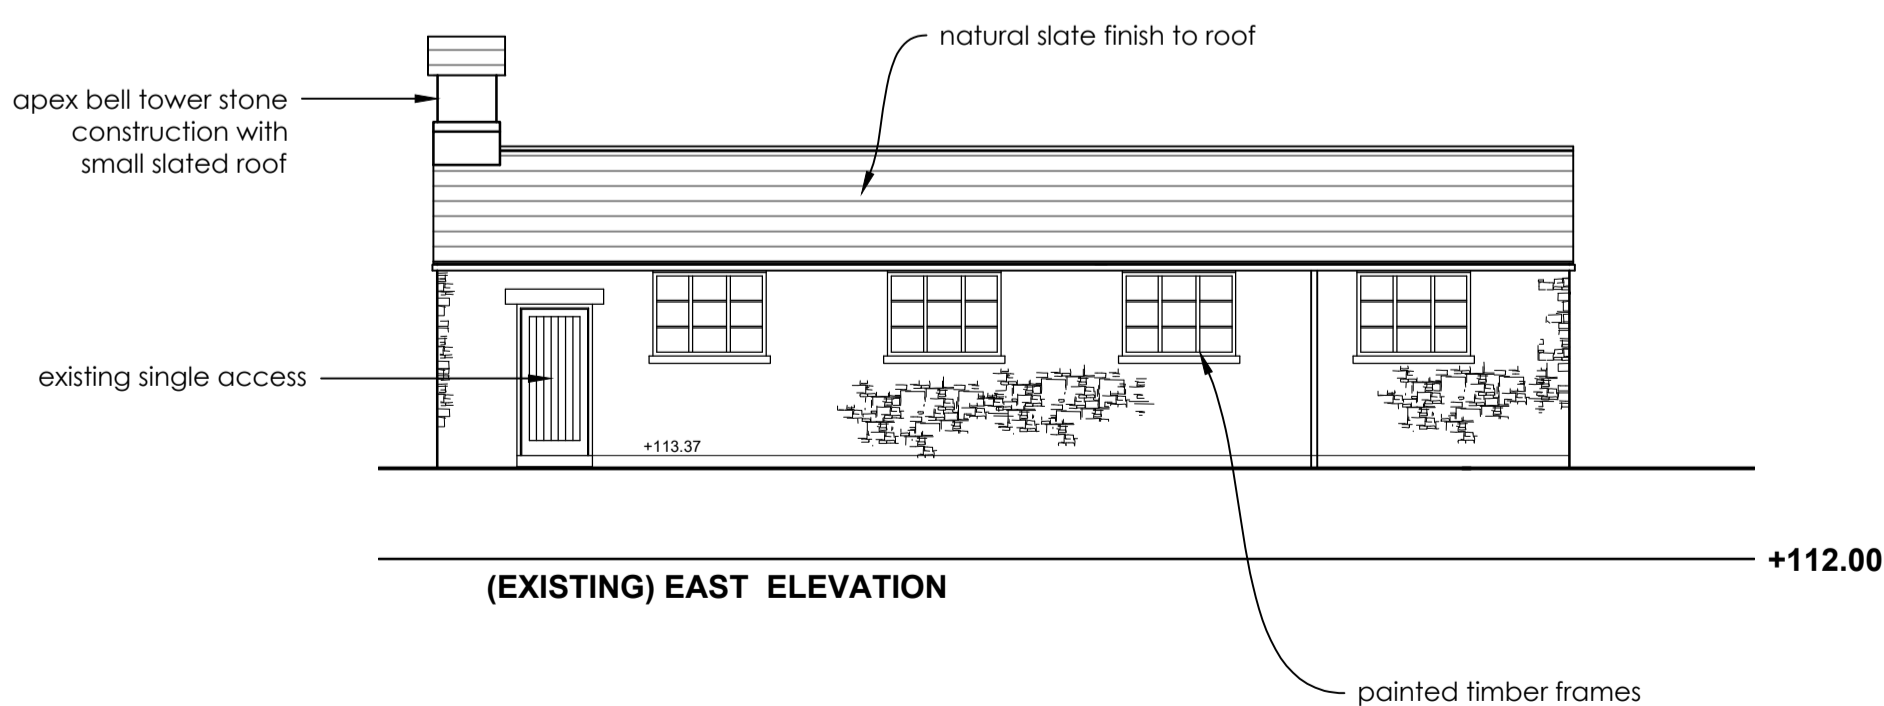 natural slate finish to roof
apex bell tower stone
construction with
small slated roof
existing single access
+113.37
+112.00
(EXISTING) EAST ELEVATION
painted timber frames